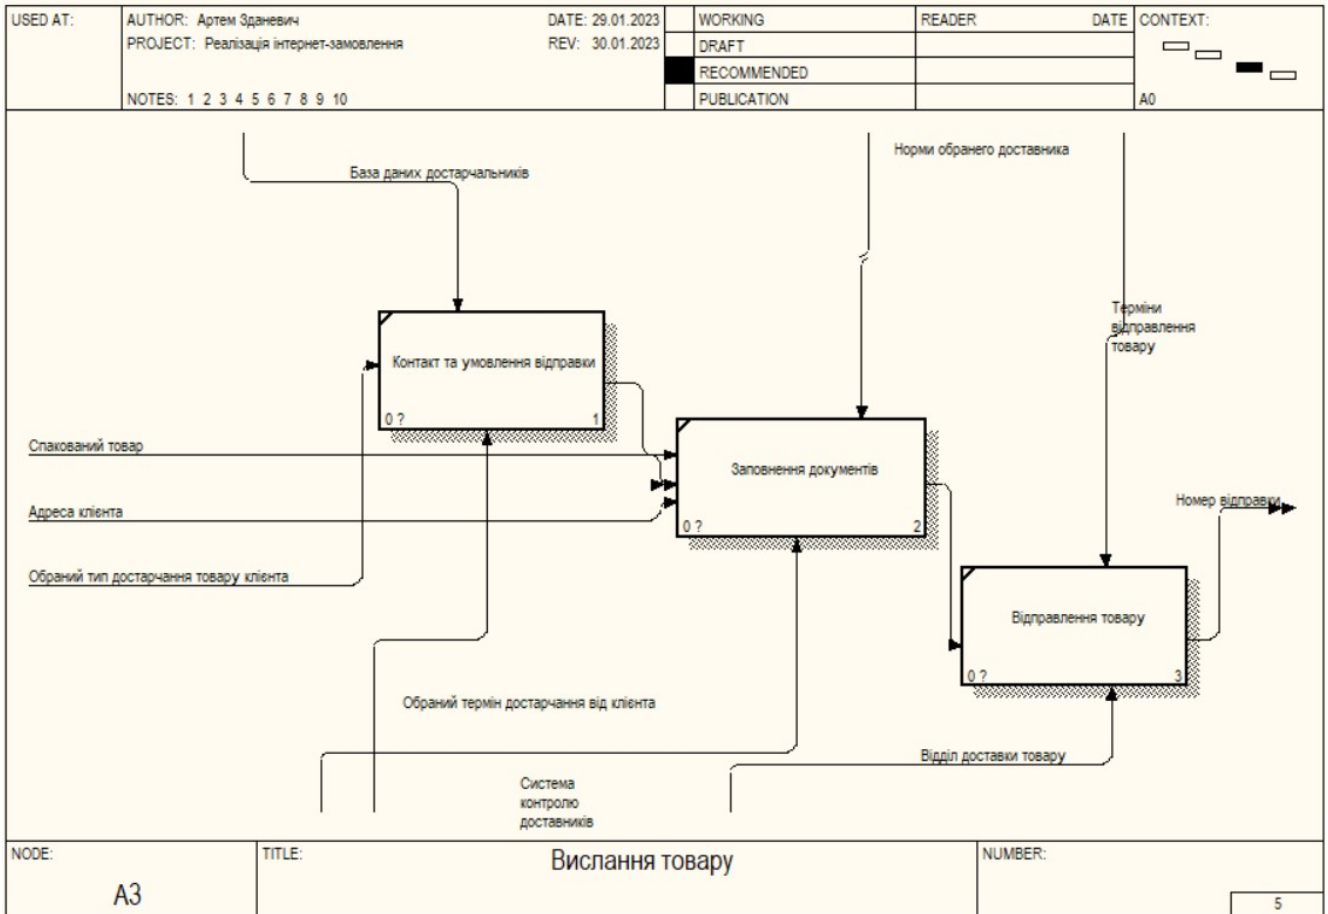 USED AT:
AUTHOR: Артем Зданевич
DATE: 29.01.2023
PROJECT: Реалізація інтернет-замовлення
REV: 30.01.2023
NOTES: 1 2 3 4 5 6 7 8 9 10
WORKING
DRAFT
RECOMMENDED
PUBLICATION
READER
DATE
CONTEXT:
A0
База даних достарчальників
Норми обранего доставника
Терміни
відправлення
товару
Контакт та умовлення відправки
0 ?
1
Спакований товар
Адреса клієнта
Обраний тип достарчання товару клієнта
Заповнення документів
0 ?
2
Номер відправки
Відправлення товару
0 ?
3
Обраний термін достарчання від клієнта
Відділ доставки товару
Система
контролю
доставників
NODE:
A3
TITLE:
Вислання товару
NUMBER:
5